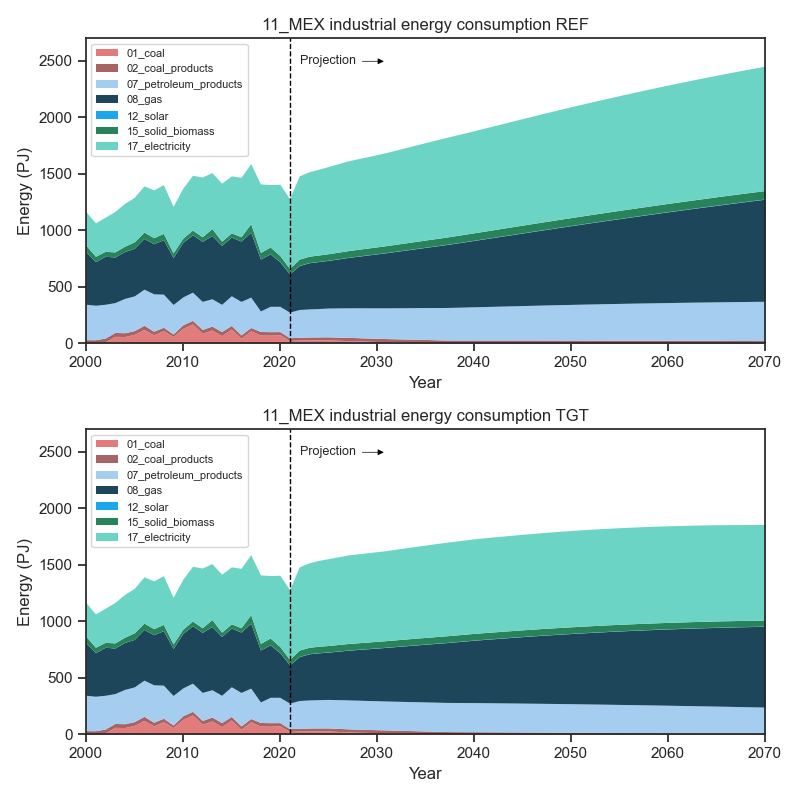 11_MEX industrial energy consumption REF
2500
2000
1500
1000
500
0
Energy (PJ)
01_coal
02_coal_products
07_petroleum_products
08_gas
12_solar
15_solid_biomass
17_electricity
Projection
2000 2010 2020 2030 2040 2050 2060 2070
Year
11_MEX industrial energy consumption TGT
2500
2000
1500
1000
500
0
Energy (PJ)
01_coal
02_coal_products
07_petroleum_products
08_gas
12_solar
15_solid_biomass
17_electricity
Projection
2000 2010 2020 2030 2040 2050 2060 2070
Year